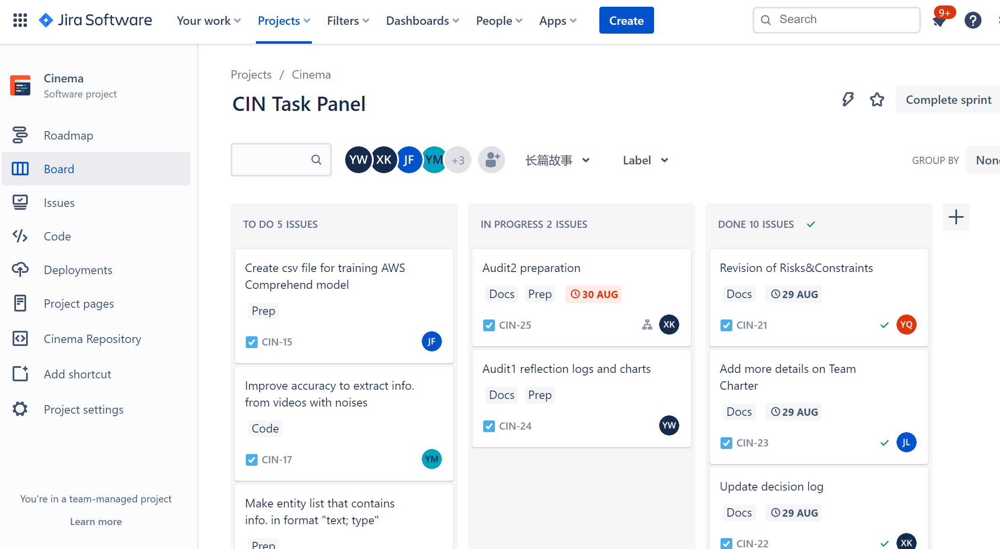 Jira Software
Your work
Projects
Filters
Dashboards
People
Apps
Create
Search
9+
?
Cinema
Software project
Roadmap
Board
Issues
Code
Deployments
Project pages
Cinema Repository
Add shortcut
Project settings
You're in a team-managed project
Learn more
Projects / Cinema
CIN Task Panel
Complete sprint
YW XK JF YM +3
长篇故事
Label
GROUP BY
TO DO 5 ISSUES
Create csv file for training AWS
Comprehend model
Prep
CIN-15
JF
Improve accuracy to extract info.
from videos with noises
Code
CIN-17
YM
Make entity list that contains
info. in format "text; type"
Prep
IN PROGRESS 2 ISSUES
Audit2 preparation
Docs Prep 30 AUG
CIN-25
XK
Audit1 reflection logs and charts
Docs Prep
CIN-24
YW
DONE 10 ISSUES
Revision of Risks&Constraints
Docs 29 AUG
CIN-21
YQ
Add more details on Team
Charter
Docs 29 AUG
CIN-23
JL
Update decision log
Docs 29 AUG
CIN-22
XK